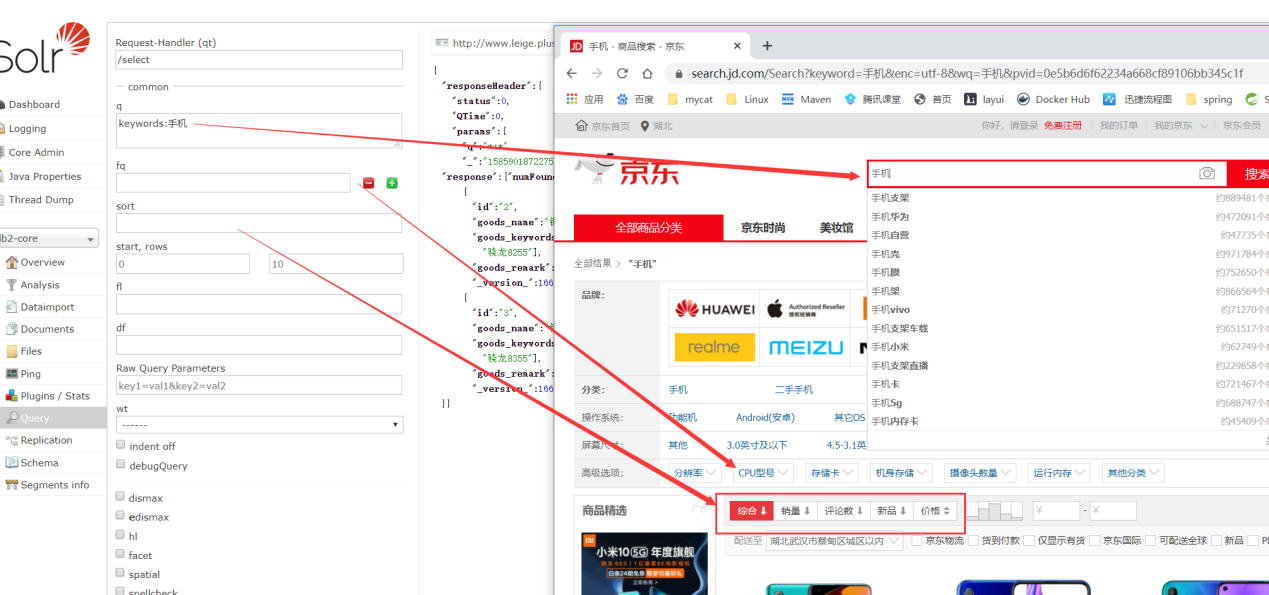 Solr
Dashboard
Logging
Core Admin
Java Properties
Thread Dump
db2-core
Overview
Analysis
Dataimport
Documents
Files
Ping
Plugins / Stats
Query
Replication
Schema
Segments info
Request-Handler (qt)
/select
common
q
keywords:手机
fq
sort
start, rows
0
10
fl
df
Raw Query Parameters
key1=val1&key2=val2
wt
------
indent off
debugQuery
dismax
edismax
hl
facet
spatial
spellcheck
http://www.leige.plus
{
"responseHeader":{
"status":0,
"QTime":0,
"params":{
"q":"*:*",
"_":"1585901872275
"response":{"numFoun
{
"id":"2",
"goods_name":
"goods_keywords
"骁龙8255"],
"goods_remark":
"_version_":166
{
"id":"3",
"goods_name":
"goods_keywords
"骁龙8355"],
"goods_remark":
"_version_":166
}}
JD 手机 - 商品搜索 - 京东 × +
search.jd.com/Search?keyword=手机&enc=utf-8&wq=手机&pvid=0e5b6d6f62234a668cf89106bb345c1f
应用 百度 mycat Linux Maven 腾讯课堂 首页 layui Docker Hub 迅捷流程图 spring S
京东首页 湖北 你好，请登录 免费注册 我的订单 我的京东 京东会员
京东
手机
搜索
手机支架 约889481个
手机华为 约472091个
手机自营 约47735个
手机壳 约971784个
手机膜 约752650个
手机架 约866564个
手机vivo 约71270个
手机支架车载 约651517个
手机小米 约62749个
手机支架直播 约229858个
手机卡 约721467个
手机5g 约688747个
手机内存卡 约45409个
全部商品分类 京东时尚 美妆馆
全部结果 > "手机"
品牌:
HUAWEI
Authorized Reseller
授权经销商
realme
MEIZU
分类: 手机 二手手机
操作系统: 功能机 Android(安卓) 其它OS
屏幕尺寸: 其他 3.0英寸及以下 4.5-3.1英
高级选项: 分辨率 CPU型号 存储卡 机身存储 摄像头数量 运行内存 其他分类
商品精选 广告
综合 销量 评论数 新品 价格
¥ - ¥
配送至 湖北武汉市蔡甸区城区以内 京东物流 货到付款 仅显示有货 京东国际 可配送全球 新品
小米10 5G 年度旗舰